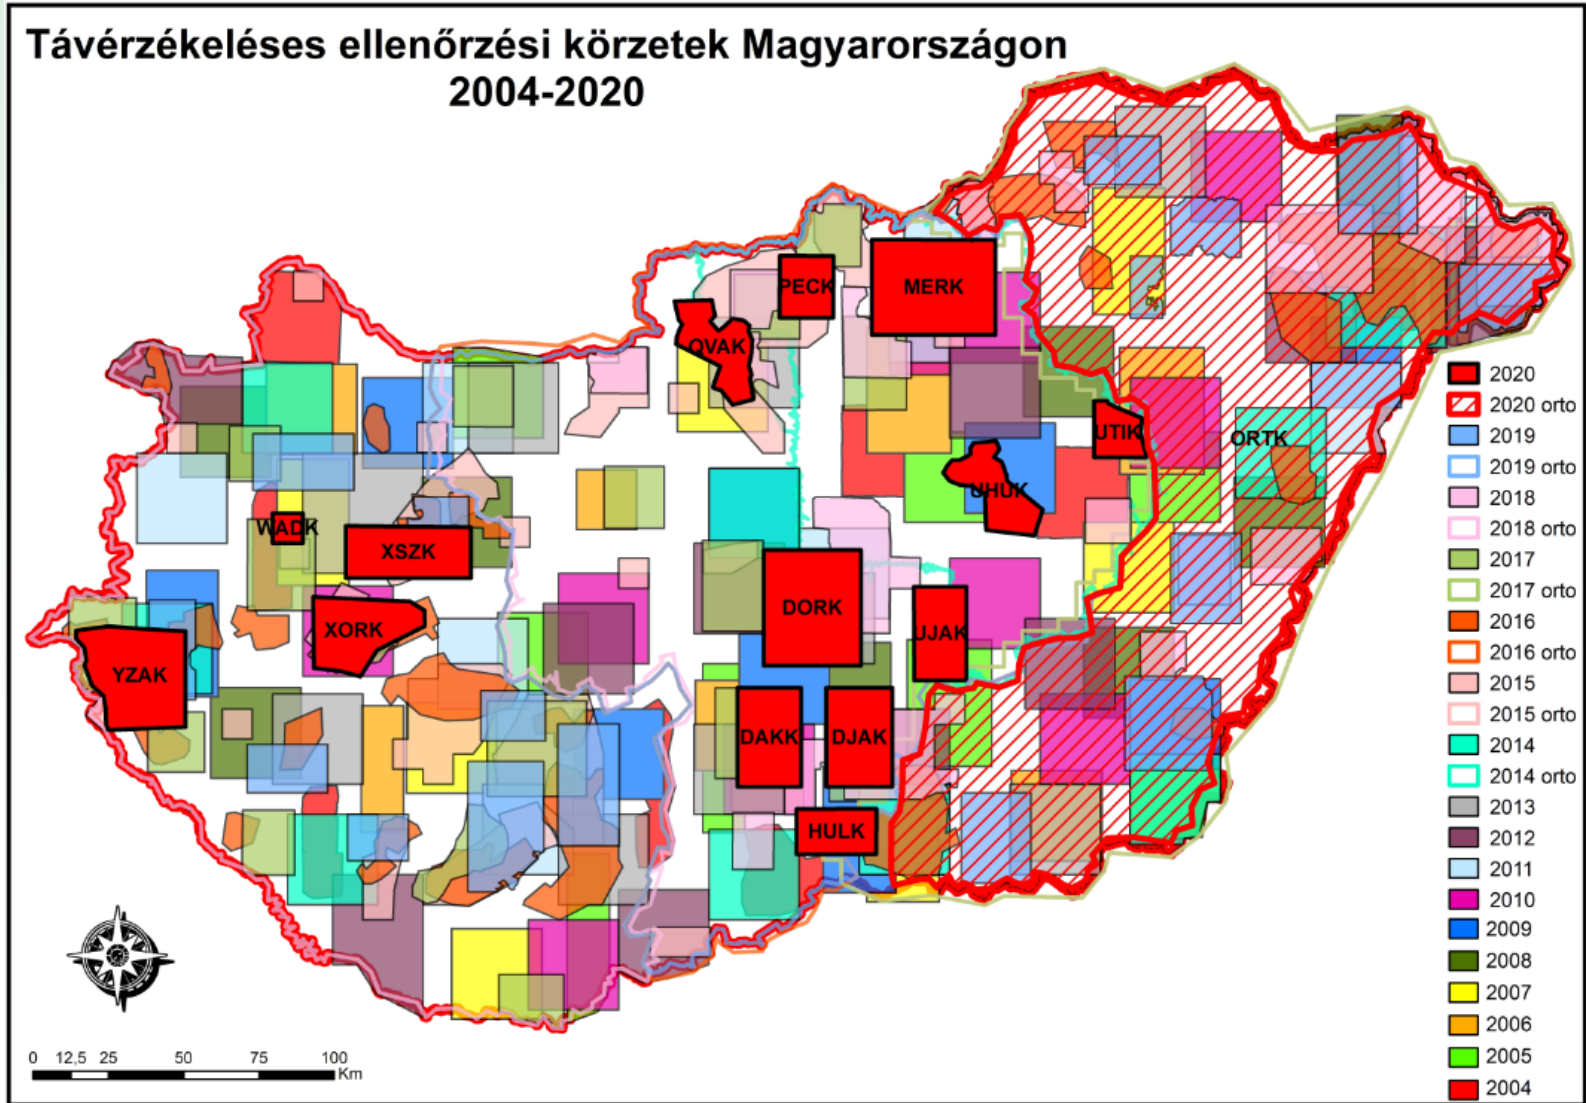 Távérzékeléses ellenőrzési körzetek Magyarországon
2004-2020
PECK
MERK
OVAK
UTIK
ORTK
UHUK
WADK
XSZK
DORK
XORK
UJAK
YZAK
DAKK
DJAK
HULK
2020
2020 orto
2019
2019 orto
2018
2018 orto
2017
2017 orto
2016
2016 orto
2015
2015 orto
2014
2014 orto
2013
2012
2011
2010
2009
2008
2007
2006
2005
2004
0 12,5 25 50 75 100
Km